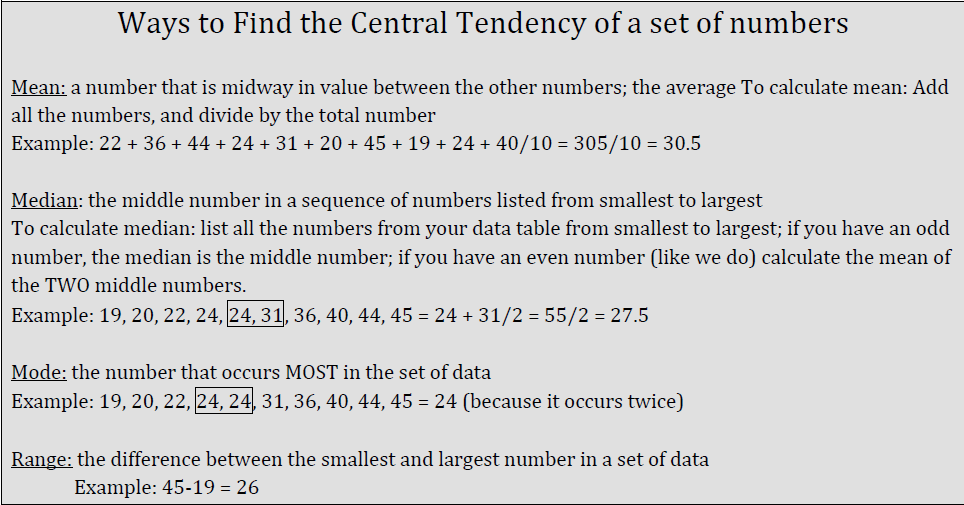 Ways to Find the Central Tendency of a set of numbers
Mean: a number that is midway in value between the other numbers; the average To calculate mean: Add
all the numbers, and divide by the total number
Example: 22 + 36 + 44 + 24 + 31 + 20 + 45 + 19 + 24 + 40/10 = 305/10 = 30.5
Median: the middle number in a sequence of numbers listed from smallest to largest
To calculate median: list all the numbers from your data table from smallest to largest; if you have an odd
number, the median is the middle number; if you have an even number (like we do) calculate the mean of
the TWO middle numbers.
Example: 19, 20, 22, 24, 24, 31, 36, 40, 44, 45 = 24 + 31/2 = 55/2 = 27.5
Mode: the number that occurs MOST in the set of data
Example: 19, 20, 22, 24, 24, 31, 36, 40, 44, 45 = 24 (because it occurs twice)
Range: the difference between the smallest and largest number in a set of data
Example: 45-19 = 26